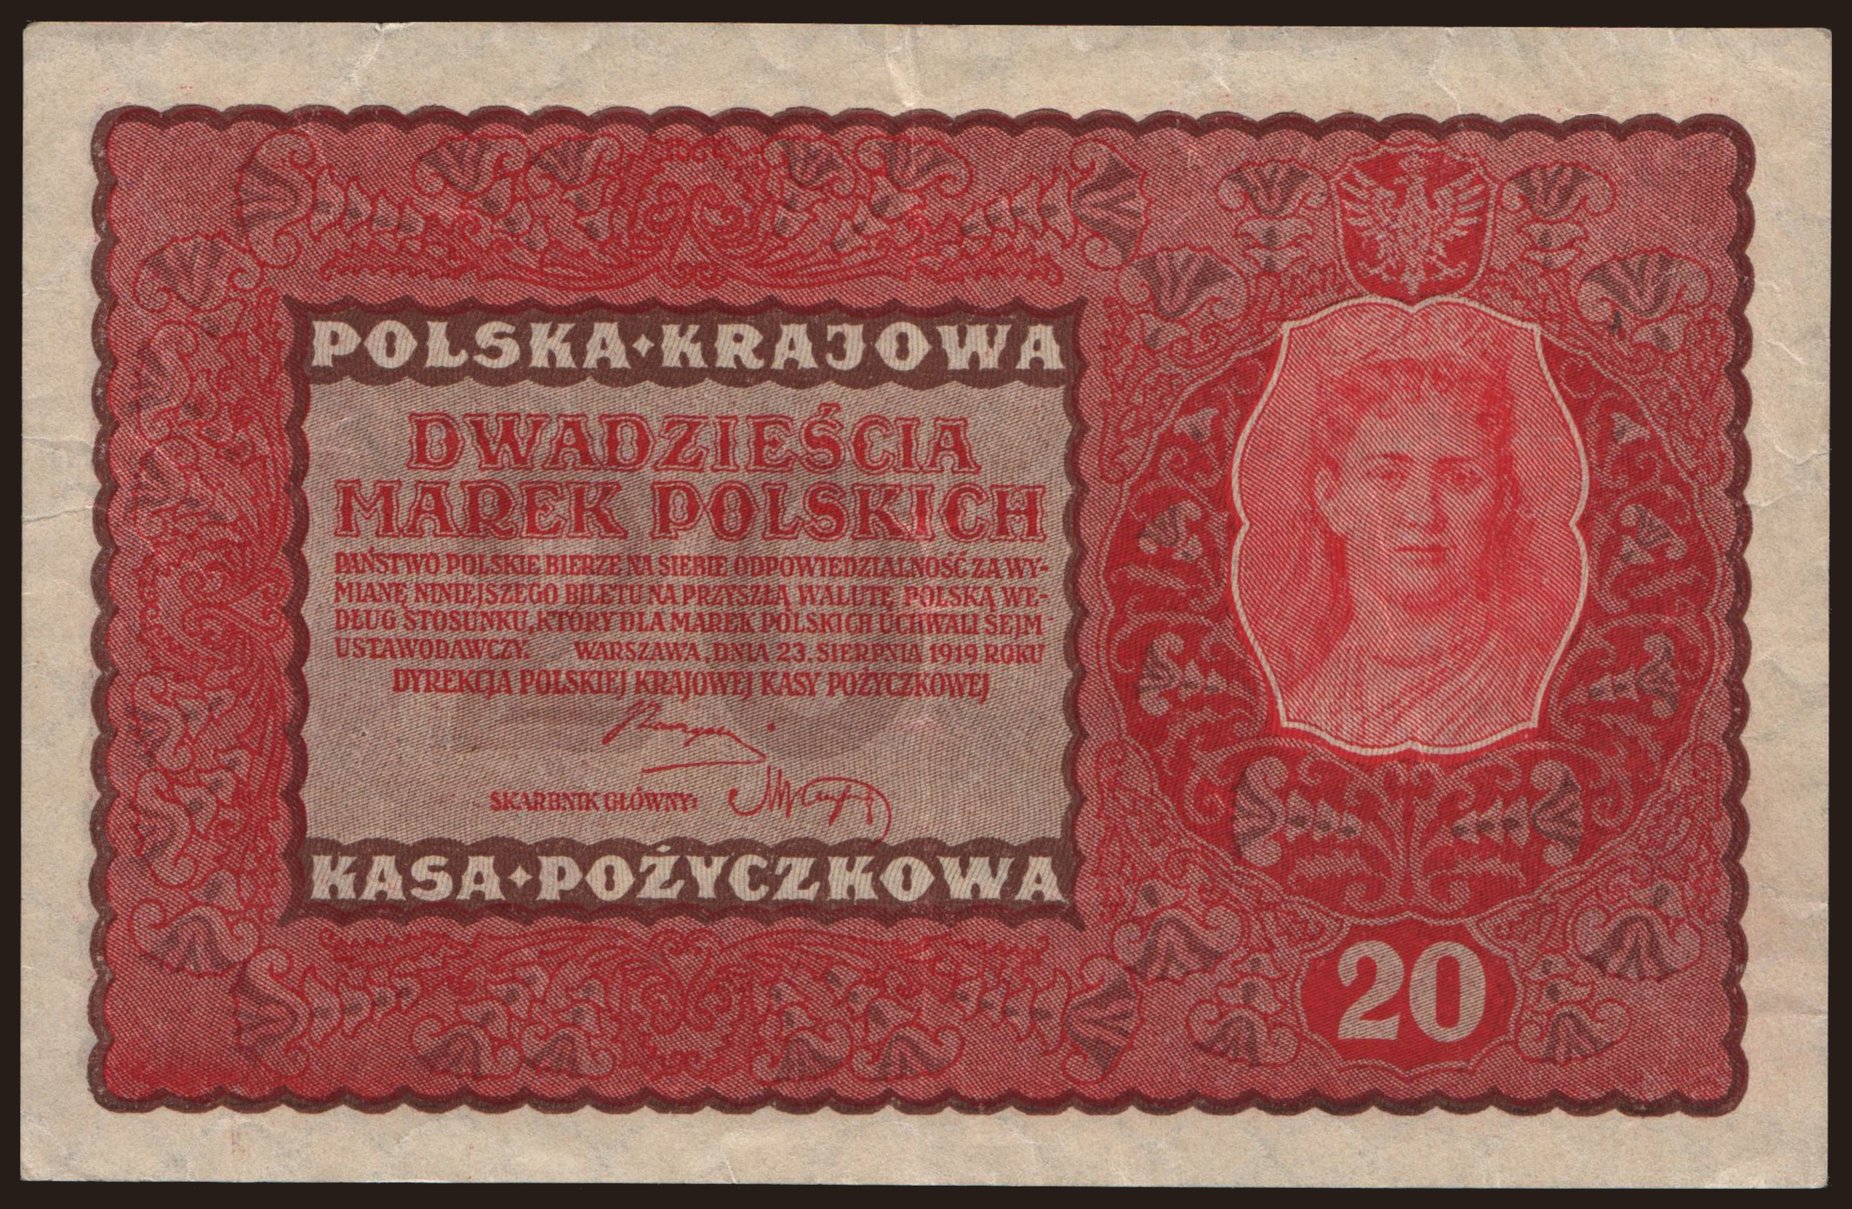 POLSKA KRAJOWA
DWADZIEŚCIA
MAREK POLSKICH
PAŃSTWO POLSKIE BIERZE NA SIEBIE ODPOWIEDZIALNOŚĆ ZA WY-
MIANĘ NINIEJSZEGO BILETU NA PRZYSZŁĄ WALUTĘ POLSKĄ WE-
DŁUG STOSUNKU, KTÓRY DLA MAREK POLSKICH UCHWALI SEJM
USTAWODAWCZY. WARSZAWA, DNIA 23. SIERPNIA 1919 ROKU
DYREKCJA POLSKIEJ KRAJOWEJ KASY POŻYCZKOWEJ
SKARBNIK GŁÓWNY:
KASA POŻYCZKOWA
20